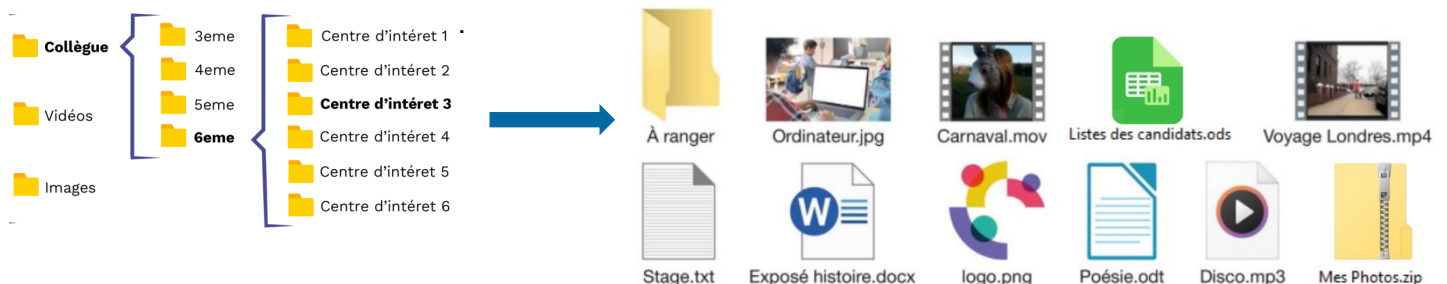 Collègue
Vidéos
Images
3eme
4eme
5eme
6eme
Centre d'intéret 1 .
Centre d'intéret 2
Centre d'intéret 3
Centre d'intéret 4
Centre d'intéret 5
Centre d'intéret 6
À ranger
Ordinateur.jpg
Carnaval.mov
Listes des candidats.ods
Voyage Londres.mp4
W
Stage.txt
Exposé histoire.docx
logo.png
Poésie.odt
Disco.mp3
Mes Photos.zip